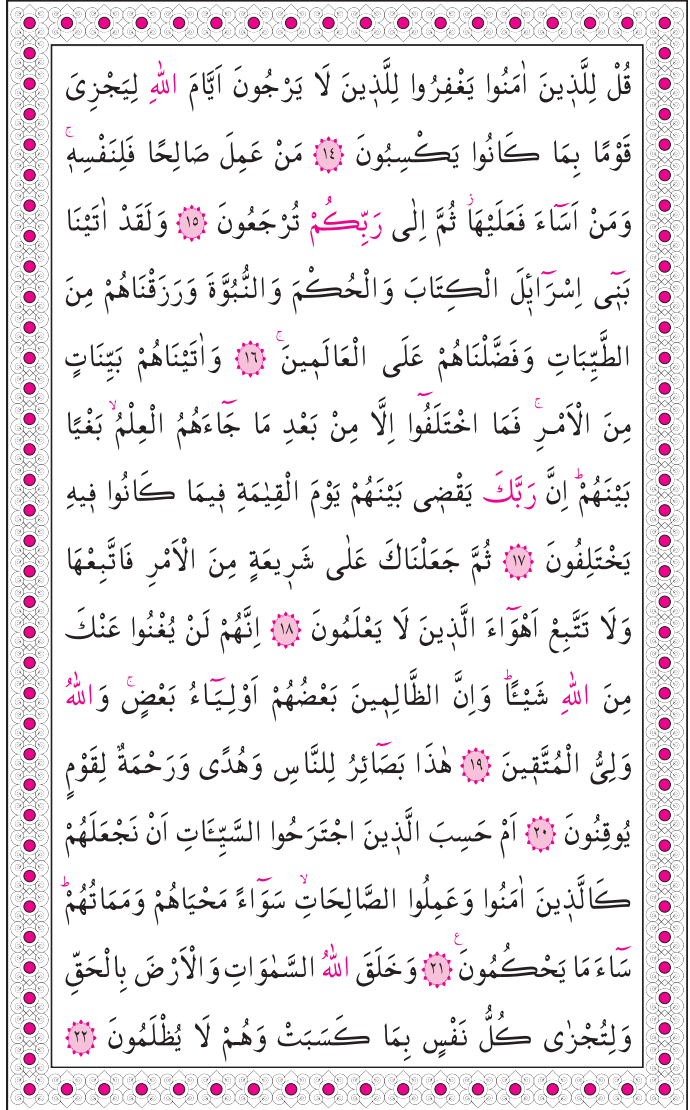 قُلْ لِلَّذ۪ينَ اٰمَنُوا يَغْفِرُوا لِلَّذ۪ينَ لَا يَرْجُونَ اَيَّامَ اللّٰهِ لِيَجْزِىَ
قَوْمًا بِمَا كَانُوا يَكْسِبُونَ ﴿١٤﴾ مَنْ عَمِلَ صَالِحًا فَلِنَفْسِه۪ۚ
وَمَنْ اَسَٓاءَ فَعَلَيْهَاۘ ثُمَّ اِلٰى رَبِّكُمْ تُرْجَعُونَ ﴿١٥﴾ وَلَقَدْ اٰتَيْنَا
بَن۪ٓى اِسْرَٓائ۪لَ الْكِتَابَ وَالْحُكْمَ وَالنُّبُوَّةَ وَرَزَقْنَاهُمْ مِنَ
الطَّيِّبَاتِ وَفَضَّلْنَاهُمْ عَلَى الْعَالَم۪ينَۚ ﴿١٦﴾ وَاٰتَيْنَاهُمْ بَيِّنَاتٍ
مِنَ الْاَمْرِۚ فَمَا اخْتَلَفُٓوا اِلَّا مِنْ بَعْدِ مَا جَٓاءَهُمُ الْعِلْمُۙ بَغْيًا
بَيْنَهُمْۜ اِنَّ رَبَّكَ يَقْض۪ى بَيْنَهُمْ يَوْمَ الْقِيٰمَةِ ف۪يمَا كَانُوا ف۪يهِ
يَخْتَلِفُونَ ﴿١٧﴾ ثُمَّ جَعَلْنَاكَ عَلٰى شَر۪يعَةٍ مِنَ الْاَمْرِ فَاتَّبِعْهَا
وَلَا تَتَّبِعْ اَهْوَٓاءَ الَّذ۪ينَ لَا يَعْلَمُونَ ﴿١٨﴾ اِنَّهُمْ لَنْ يُغْنُوا عَنْكَ
مِنَ اللّٰهِ شَيْـًٔاۜ وَاِنَّ الظَّالِم۪ينَ بَعْضُهُمْ اَوْلِيَٓاءُ بَعْضٍۚ وَاللّٰهُ
وَلِىُّ الْمُتَّق۪ينَ ﴿١٩﴾ هٰذَا بَصَٓائِرُ لِلنَّاسِ وَهُدًى وَرَحْمَةٌ لِقَوْمٍ
يُوقِنُونَ ﴿٢٠﴾ اَمْ حَسِبَ الَّذ۪ينَ اجْتَرَحُوا السَّيِّـَٔاتِ اَنْ نَجْعَلَهُمْ
كَالَّذ۪ينَ اٰمَنُوا وَعَمِلُوا الصَّالِحَاتِۙ سَوَٓاءً مَحْيَاهُمْ وَمَمَاتُهُمْۜ
سَٓاءَ مَا يَحْكُمُونَۚ ع ﴿٢١﴾ وَخَلَقَ اللّٰهُ السَّمٰوَاتِ وَالْاَرْضَ بِالْحَقِّ
وَلِتُجْزٰى كُلُّ نَفْسٍ بِمَا كَسَبَتْ وَهُمْ لَا يُظْلَمُونَ ﴿٢٢﴾